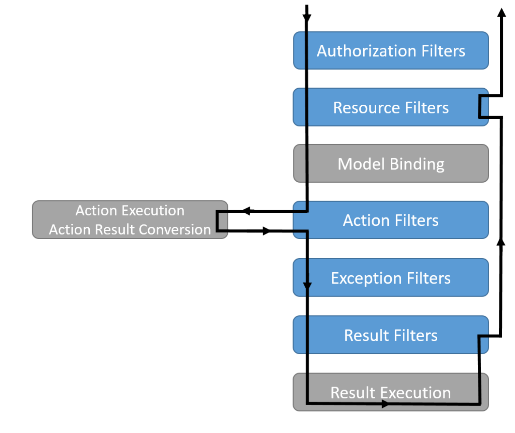 Authorization Filters
Resource Filters
Model Binding
Action Execution
Action Result Conversion
Action Filters
Exception Filters
Result Filters
Result Execution